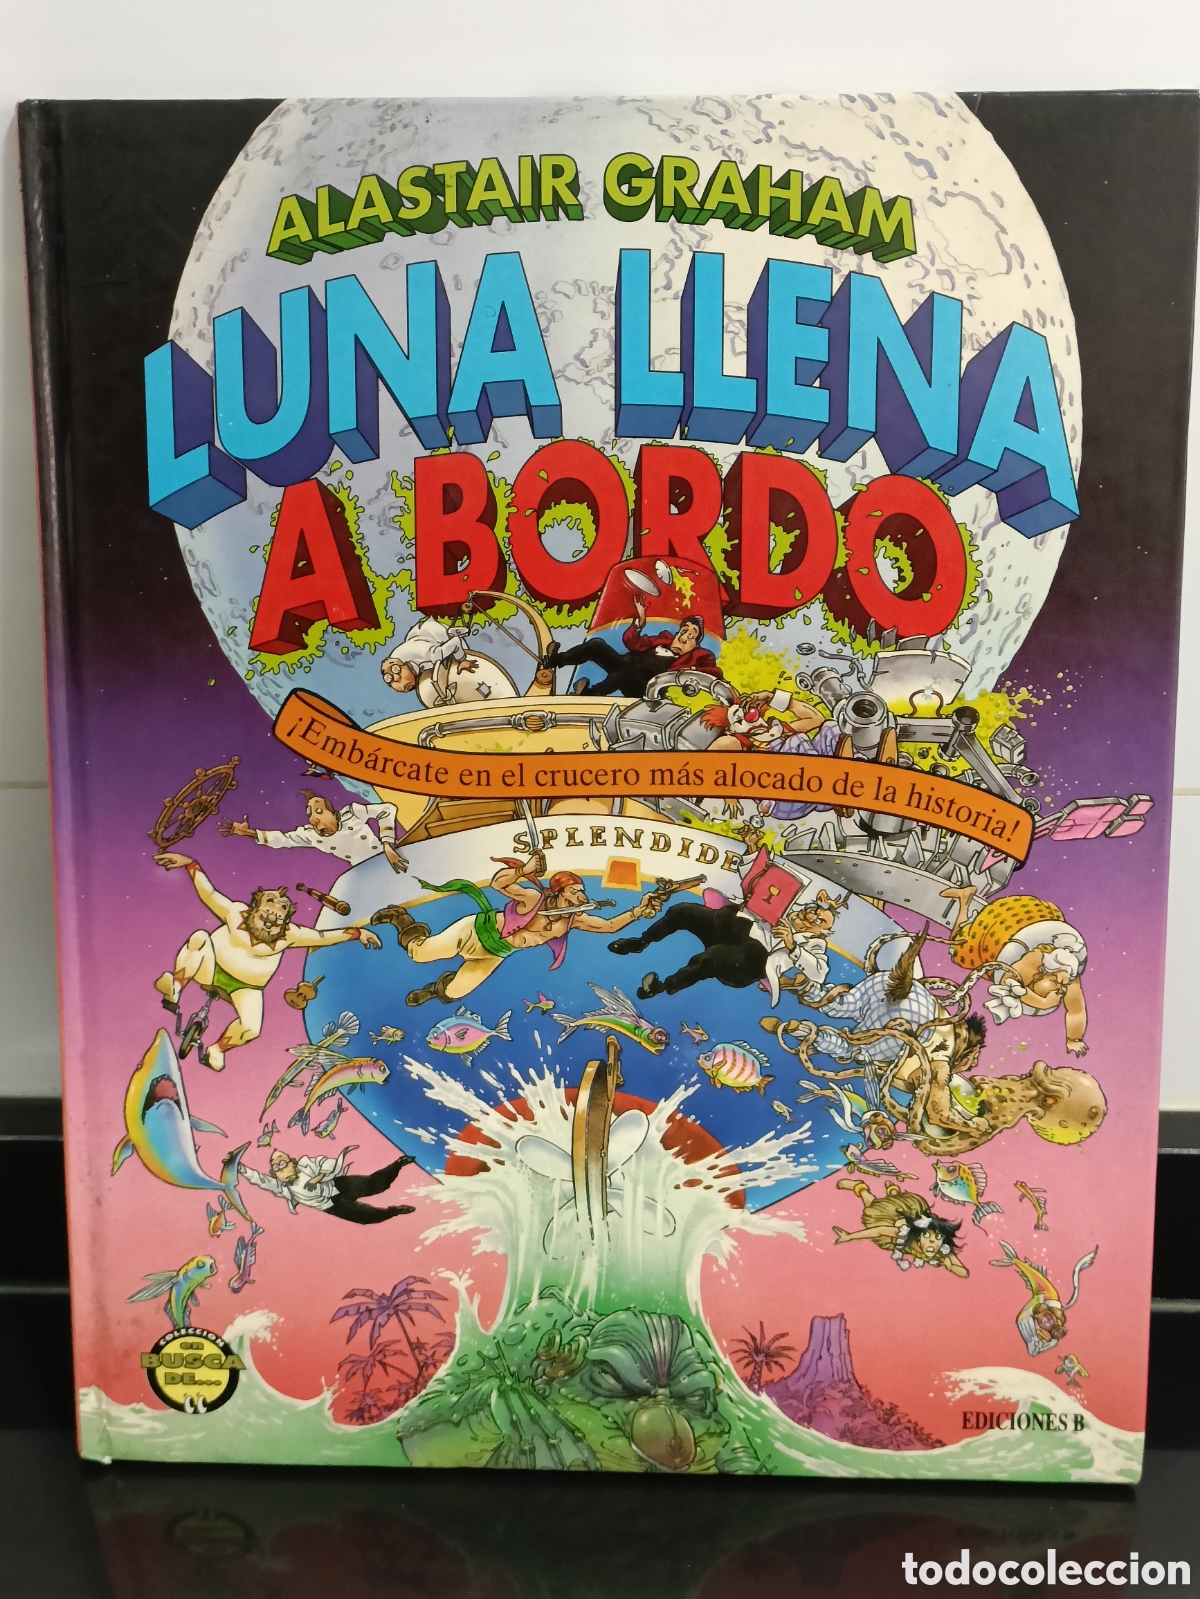 ALASTAIR GRAHAM
LUNA LLENA
A BORDO
¡Embárcate en el crucero más alocado de la historia!
SPLENDIDE
COLECCION
en
BUSCA
DE...
EDICIONES B
todocoleccion